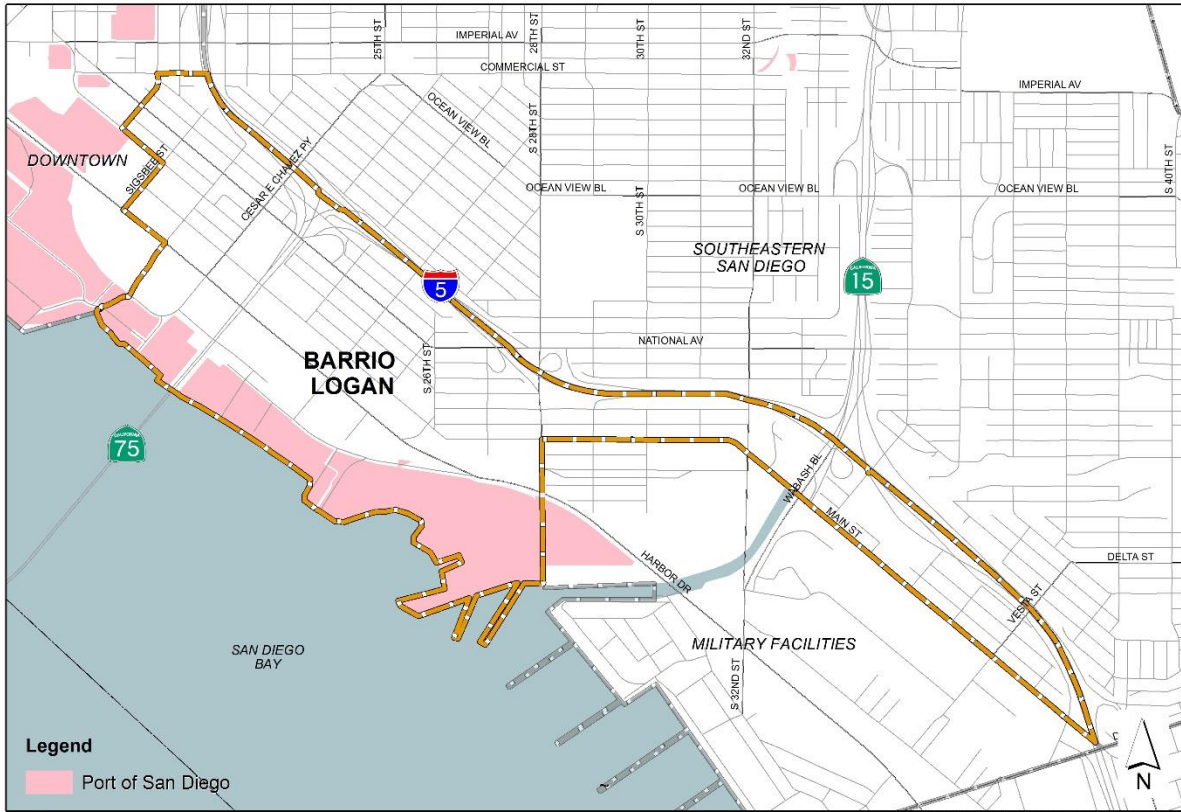 25TH ST
28TH ST
30TH ST
32ND ST
IMPERIAL AV
COMMERCIAL ST
IMPERIAL AV
OCEAN VIEW BL
S 28TH ST
DOWNTOWN
SIGSBEE ST
CESAR E CHAVEZ PY
OCEAN VIEW BL
OCEAN VIEW BL
OCEAN VIEW BL
S 40TH ST
S 30TH ST
SOUTHEASTERN
SAN DIEGO
CALIFORNIA
15
5
NATIONAL AV
BARRIO
LOGAN
S 26TH ST
CALIFORNIA
75
WABASH BL
MAIN ST
HARBOR DR
DELTA ST
VESTA ST
SAN DIEGO
BAY
MILITARY FACILITIES
S 32ND ST
Legend
Port of San Diego
N